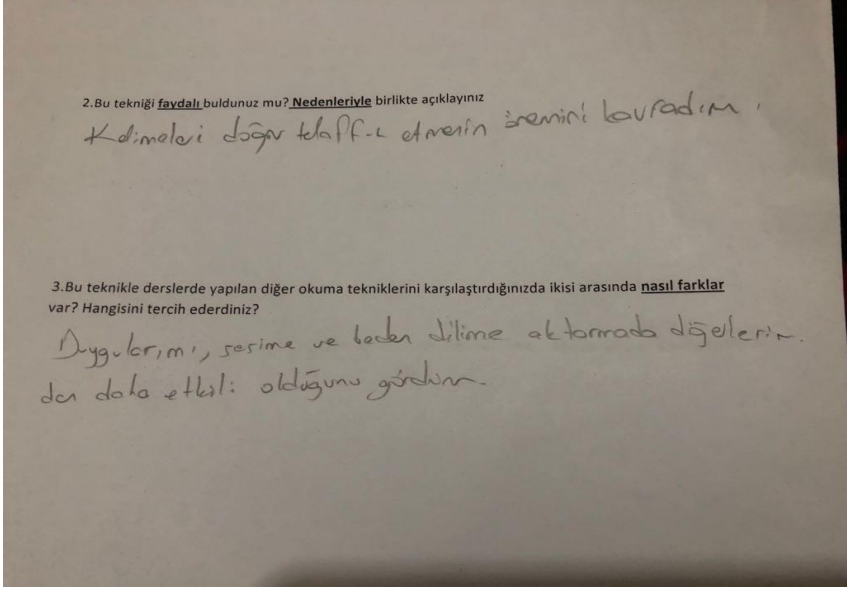 2.Bu tekniği faydalı buldunuz mu? Nedenleriyle birlikte açıklayınız
Kelimeleri doğru telaffuz etmenin önemini kavradım.
3.Bu teknikle derslerde yapılan diğer okuma tekniklerini karşılaştırdığınızda ikisi arasında nasıl farklar
var? Hangisini tercih ederdiniz?
Duygularımı, sesime ve beden dilime aktarmada diğerlerin-
den daha etkili olduğunu gördüm.